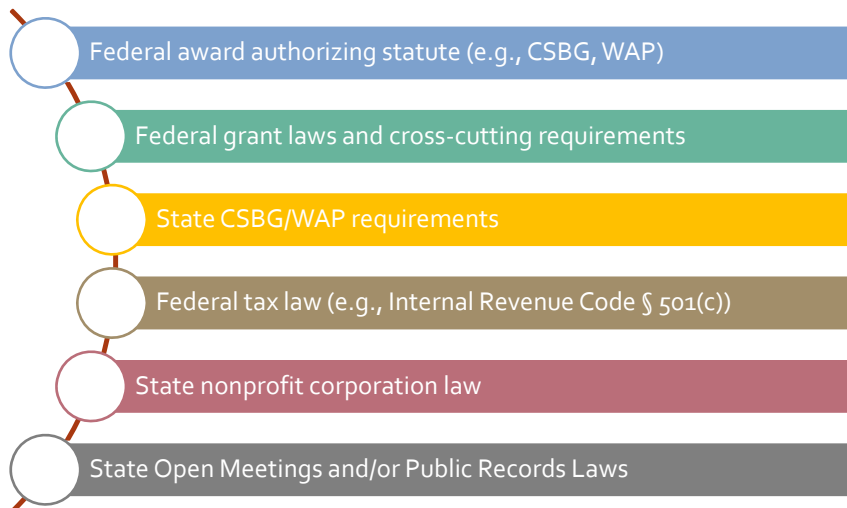 Federal award authorizing statute (e.g., CSBG, WAP)
Federal grant laws and cross-cutting requirements
State CSBG/WAP requirements
Federal tax law (e.g., Internal Revenue Code § 501(c))
State nonprofit corporation law
State Open Meetings and/or Public Records Laws